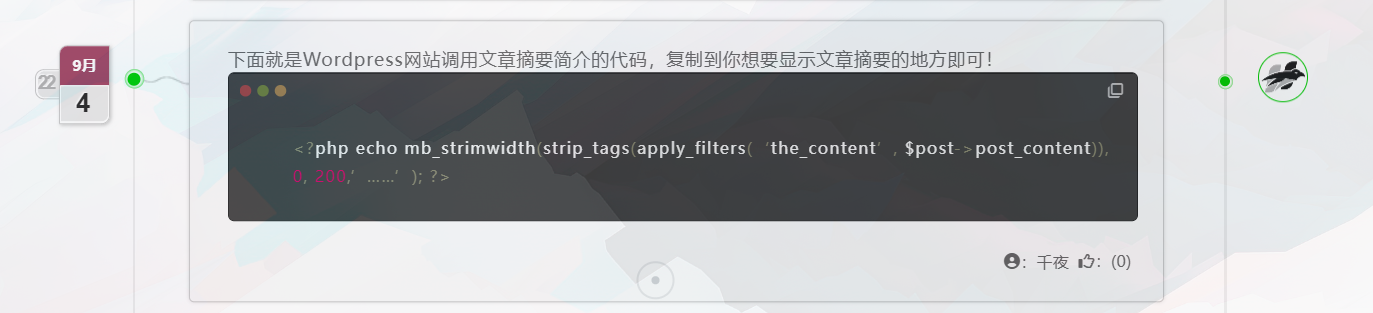 下面就是Wordpress网站调用文章摘要简介的代码，复制到你想要显示文章摘要的地方即可！
9月
22
4
<?php echo mb_strimwidth(strip_tags(apply_filters(‘the_content’, $post->post_content)),
0, 200,‘……’); ?>
：千夜 ：(0)